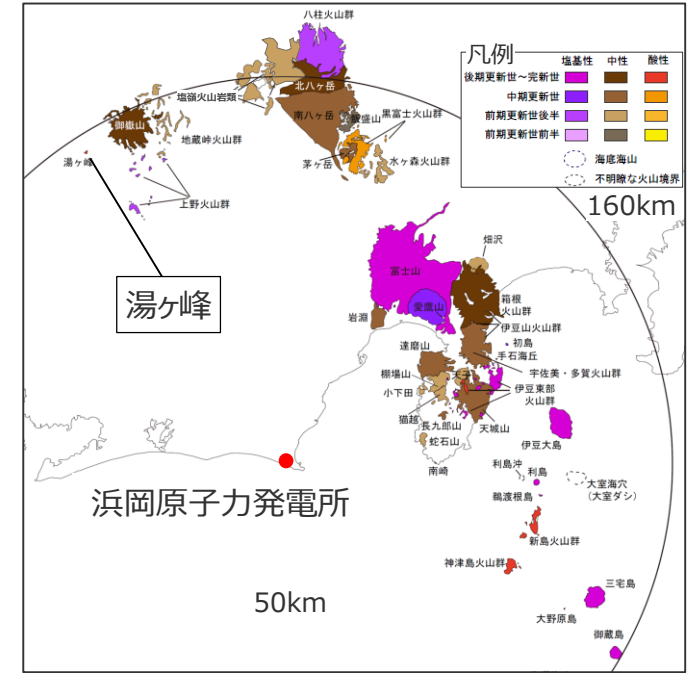 八柱火山群
凡例
塩基性 中性 酸性
後期更新世～完新世
中期更新世
前期更新世後半
前期更新世前半
海底海山
不明瞭な火山境界
160km
北八ヶ岳
塩嶺火山岩類
南八ヶ岳
飯盛山
黒富士火山群
御嶽山
地蔵峠火山群
茅ヶ岳
水ヶ森火山群
湯ヶ峰
上野火山群
湯ヶ峰
畑沢
富士山
愛鷹山
箱根
火山群
岩淵
伊豆山火山群
初島
達磨山
手石海丘
棚場山
天子
宇佐美・多賀火山群
小下田
伊豆東部
火山群
猫越
長九郎山
天城山
蛇石山
伊豆大島
南崎
利島沖
利島
大室海穴
(大室ダシ)
鵜渡根島
浜岡原子力発電所
新島火山群
神津島火山群
三宅島
50km
大野原島
御蔵島